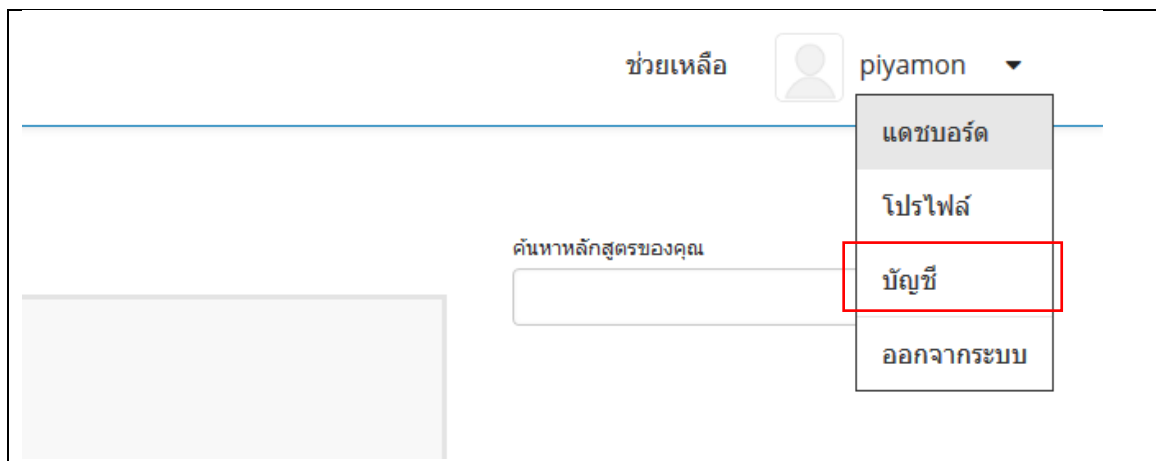 ช่วยเหลือ piyamon
แดชบอร์ด
โปรไฟล์
ค้นหาหลักสูตรของคุณ
บัญชี
ออกจากระบบ